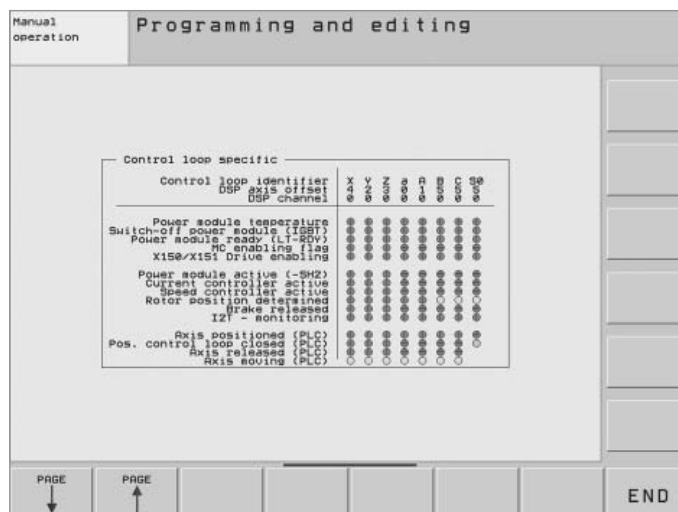 Manual
operation
Programming and editing
Control loop specific
Control loop identifier X Y Z a A B C S0
DSP axis offset 4 2 3 0 1 5 5 5
DSP channel 0 0 0 0 0 0 0 0
Power module temperature
Switch-off power module (IGBT)
Power module ready (LT-RDY)
MC enabling flag
X150/X151 Drive enabling
Power module active (-SH2)
Current controller active
Speed controller active
Rotor position determined
Brake released
I2T - monitoring
Axis positioned (PLC)
Pos. control loop closed (PLC)
Axis released (PLC)
Axis moving (PLC)
PAGE
PAGE
END